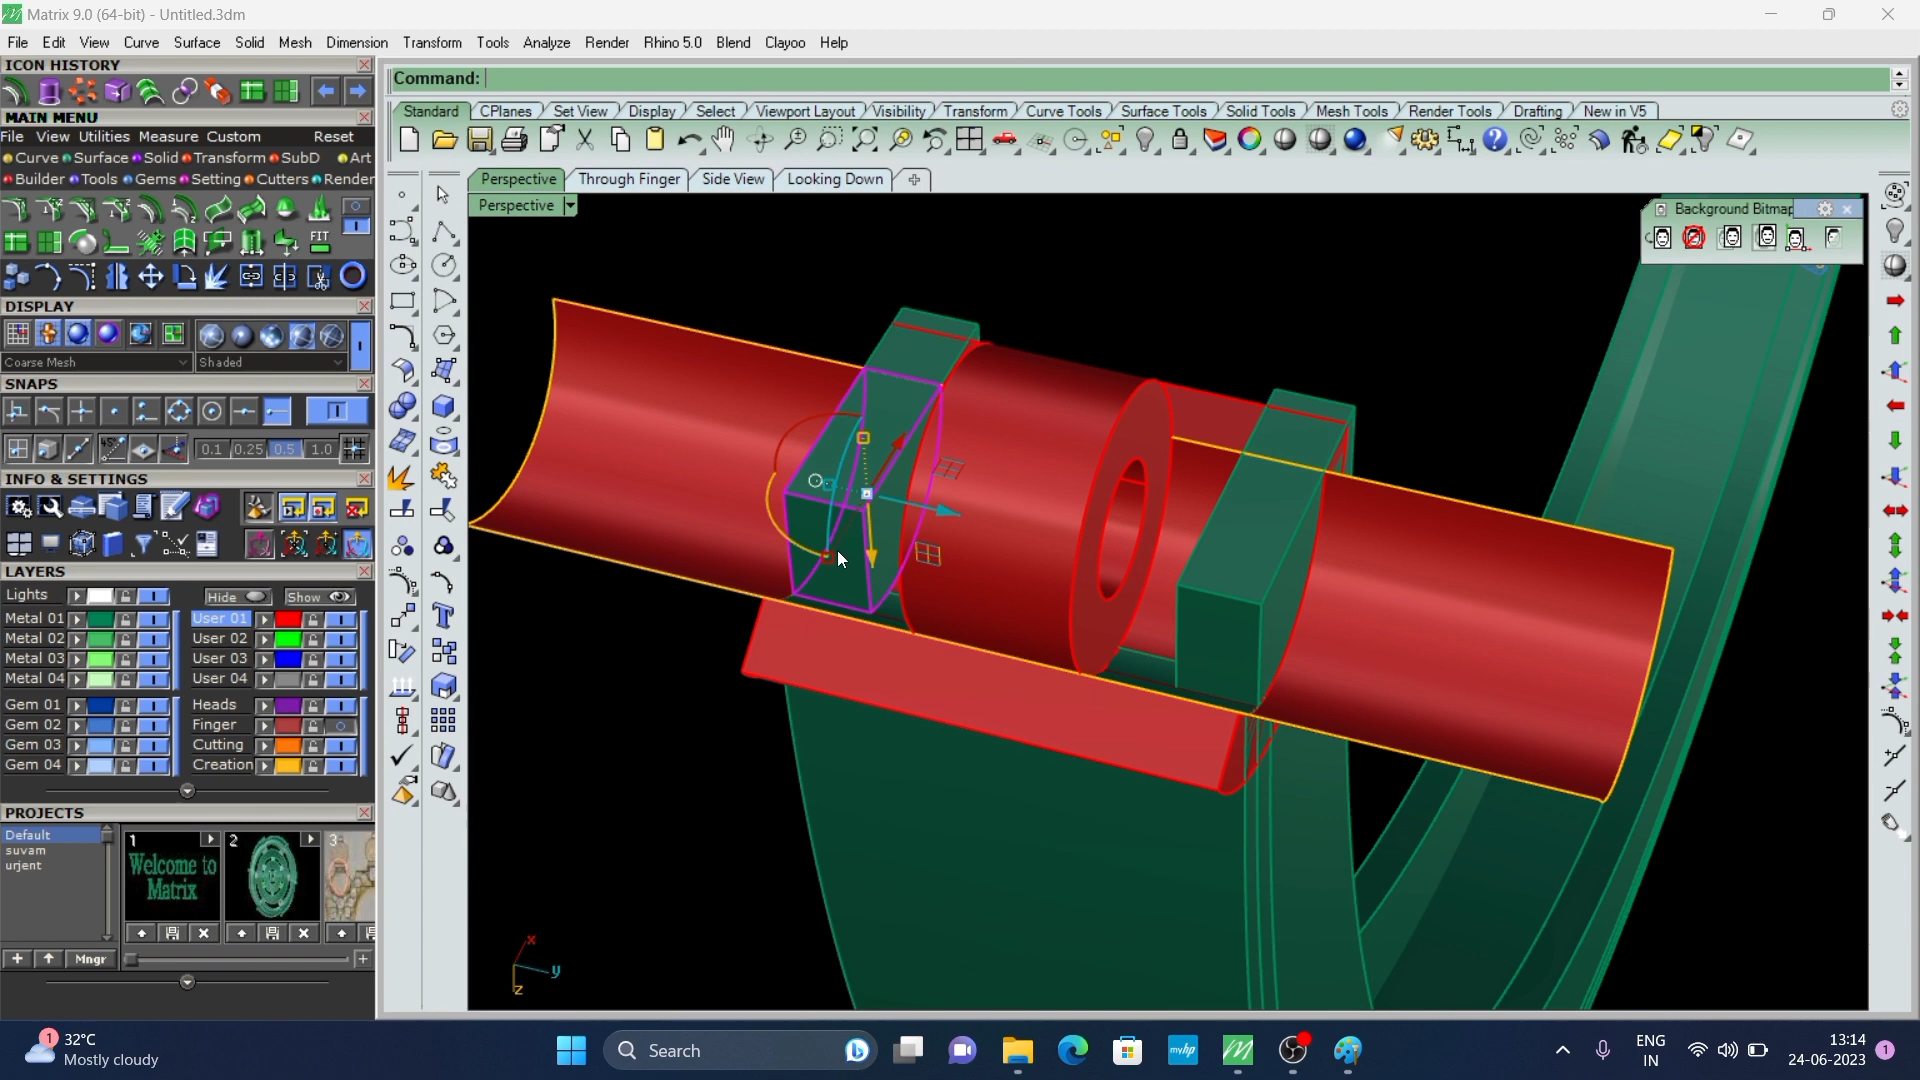 Matrix 9.0 (64-bit) - Untitled.3dm
File Edit View Curve Surface Solid Mesh Dimension Transform Tools Analyze Render Rhino 5.0 Blend Clayoo Help
ICON HISTORY
Command:
Standard CPlanes Set View Display Select Viewport Layout Visibility Transform Curve Tools Surface Tools Solid Tools Mesh Tools Render Tools Drafting New in V5
MAIN MENU
File View Utilities Measure Custom Reset
Curve Surface Solid Transform SubD Art
Builder Tools Gems Setting Cutters Render
Perspective Through Finger Side View Looking Down
Perspective
Background Bitmap
FIT
DISPLAY
Coarse Mesh Shaded
SNAPS
45°
0.1 0.25 0.5 1.0
INFO & SETTINGS
LAYERS
Lights Hide Show
Metal 01 User 01
Metal 02 User 02
Metal 03 User 03
Metal 04 User 04
Gem 01 Heads
Gem 02 Finger
Gem 03 Cutting
Gem 04 Creation
PROJECTS
Default
suvam
urjent
1 2 3
Welcome to
Matrix
Mngr
x
y
z
1
32°C
Mostly cloudy
Search
myhp
ENG
IN
13:14
24-06-2023
1